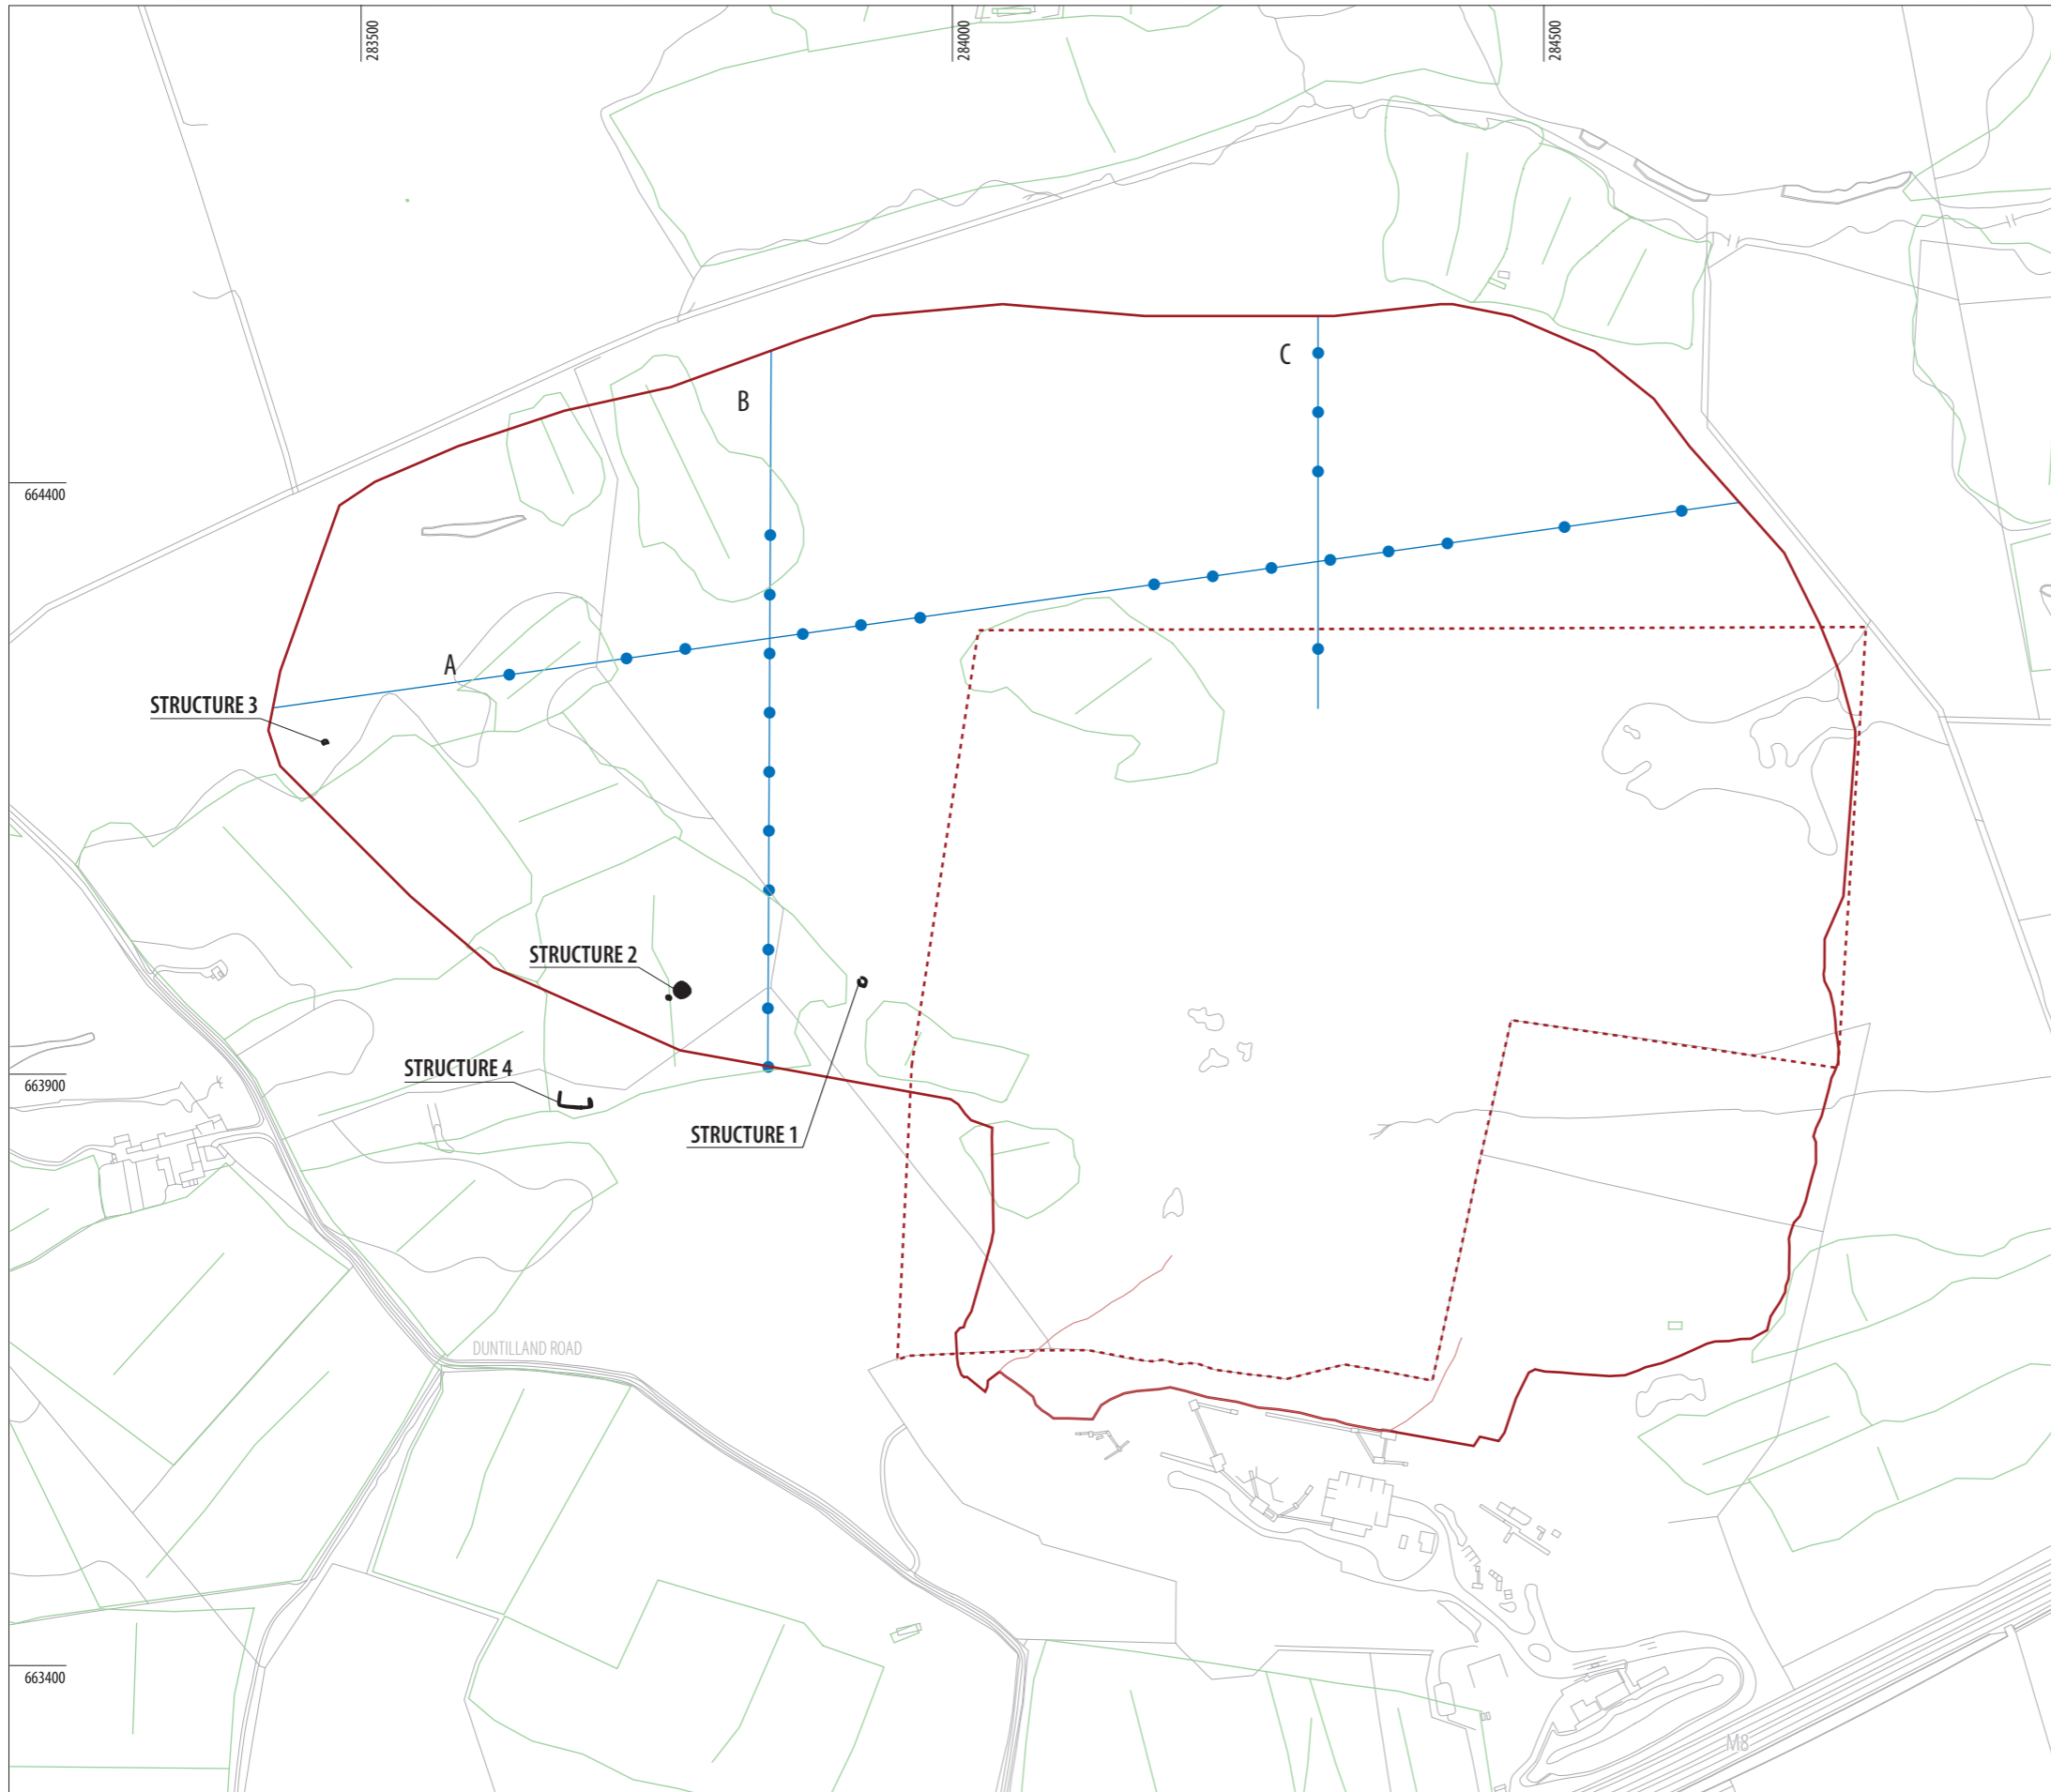 283500
284000
284500
C
B
664400
A
STRUCTURE 3
STRUCTURE 2
STRUCTURE 4
663900
STRUCTURE 1
DUNTILLAND ROAD
663400
M8